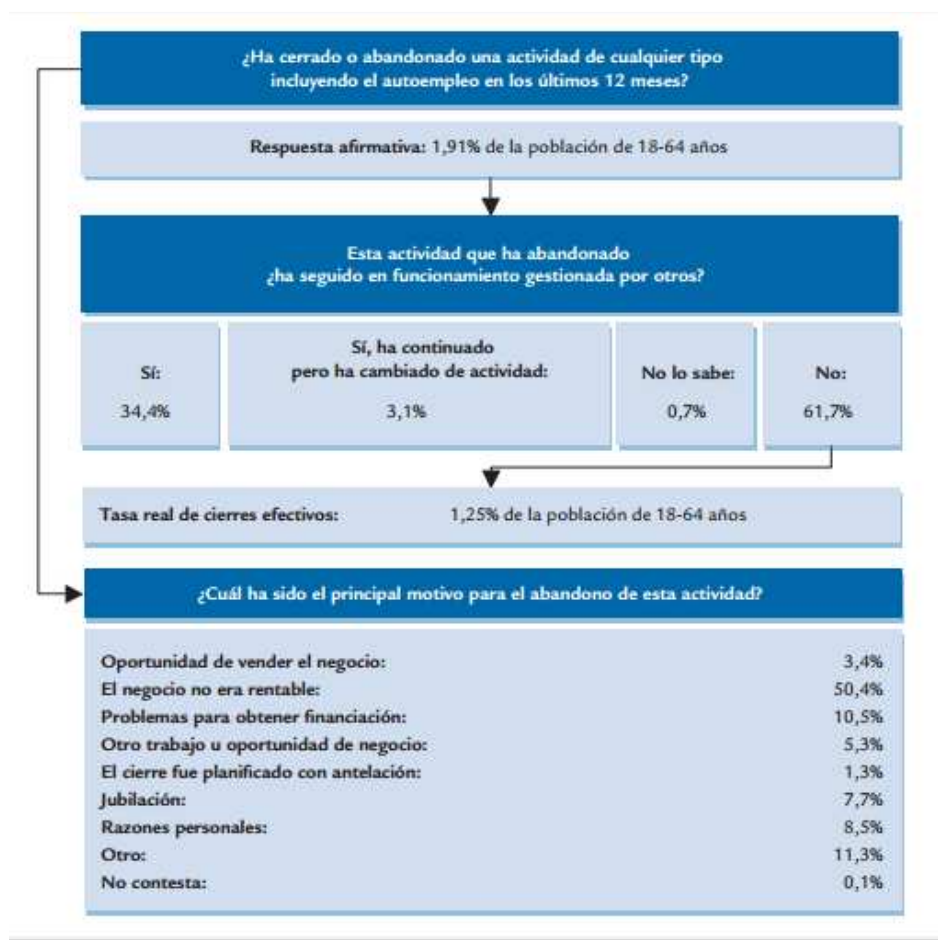 ¿Ha cerrado o abandonado una actividad de cualquier tipo
incluyendo el autoempleo en los últimos 12 meses?
Respuesta afirmativa: 1,91% de la población de 18-64 años
Esta actividad que ha abandonado
¿ha seguido en funcionamiento gestionada por otros?
Sí:
34,4%
Sí, ha continuado
pero ha cambiado de actividad:
3,1%
No lo sabe:
0,7%
No:
61,7%
Tasa real de cierres efectivos: 1,25% de la población de 18-64 años
¿Cuál ha sido el principal motivo para el abandono de esta actividad?
Oportunidad de vender el negocio: 3,4%
El negocio no era rentable: 50,4%
Problemas para obtener financiación: 10,5%
Otro trabajo u oportunidad de negocio: 5,3%
El cierre fue planificado con antelación: 1,3%
Jubilación: 7,7%
Razones personales: 8,5%
Otro: 11,3%
No contesta: 0,1%